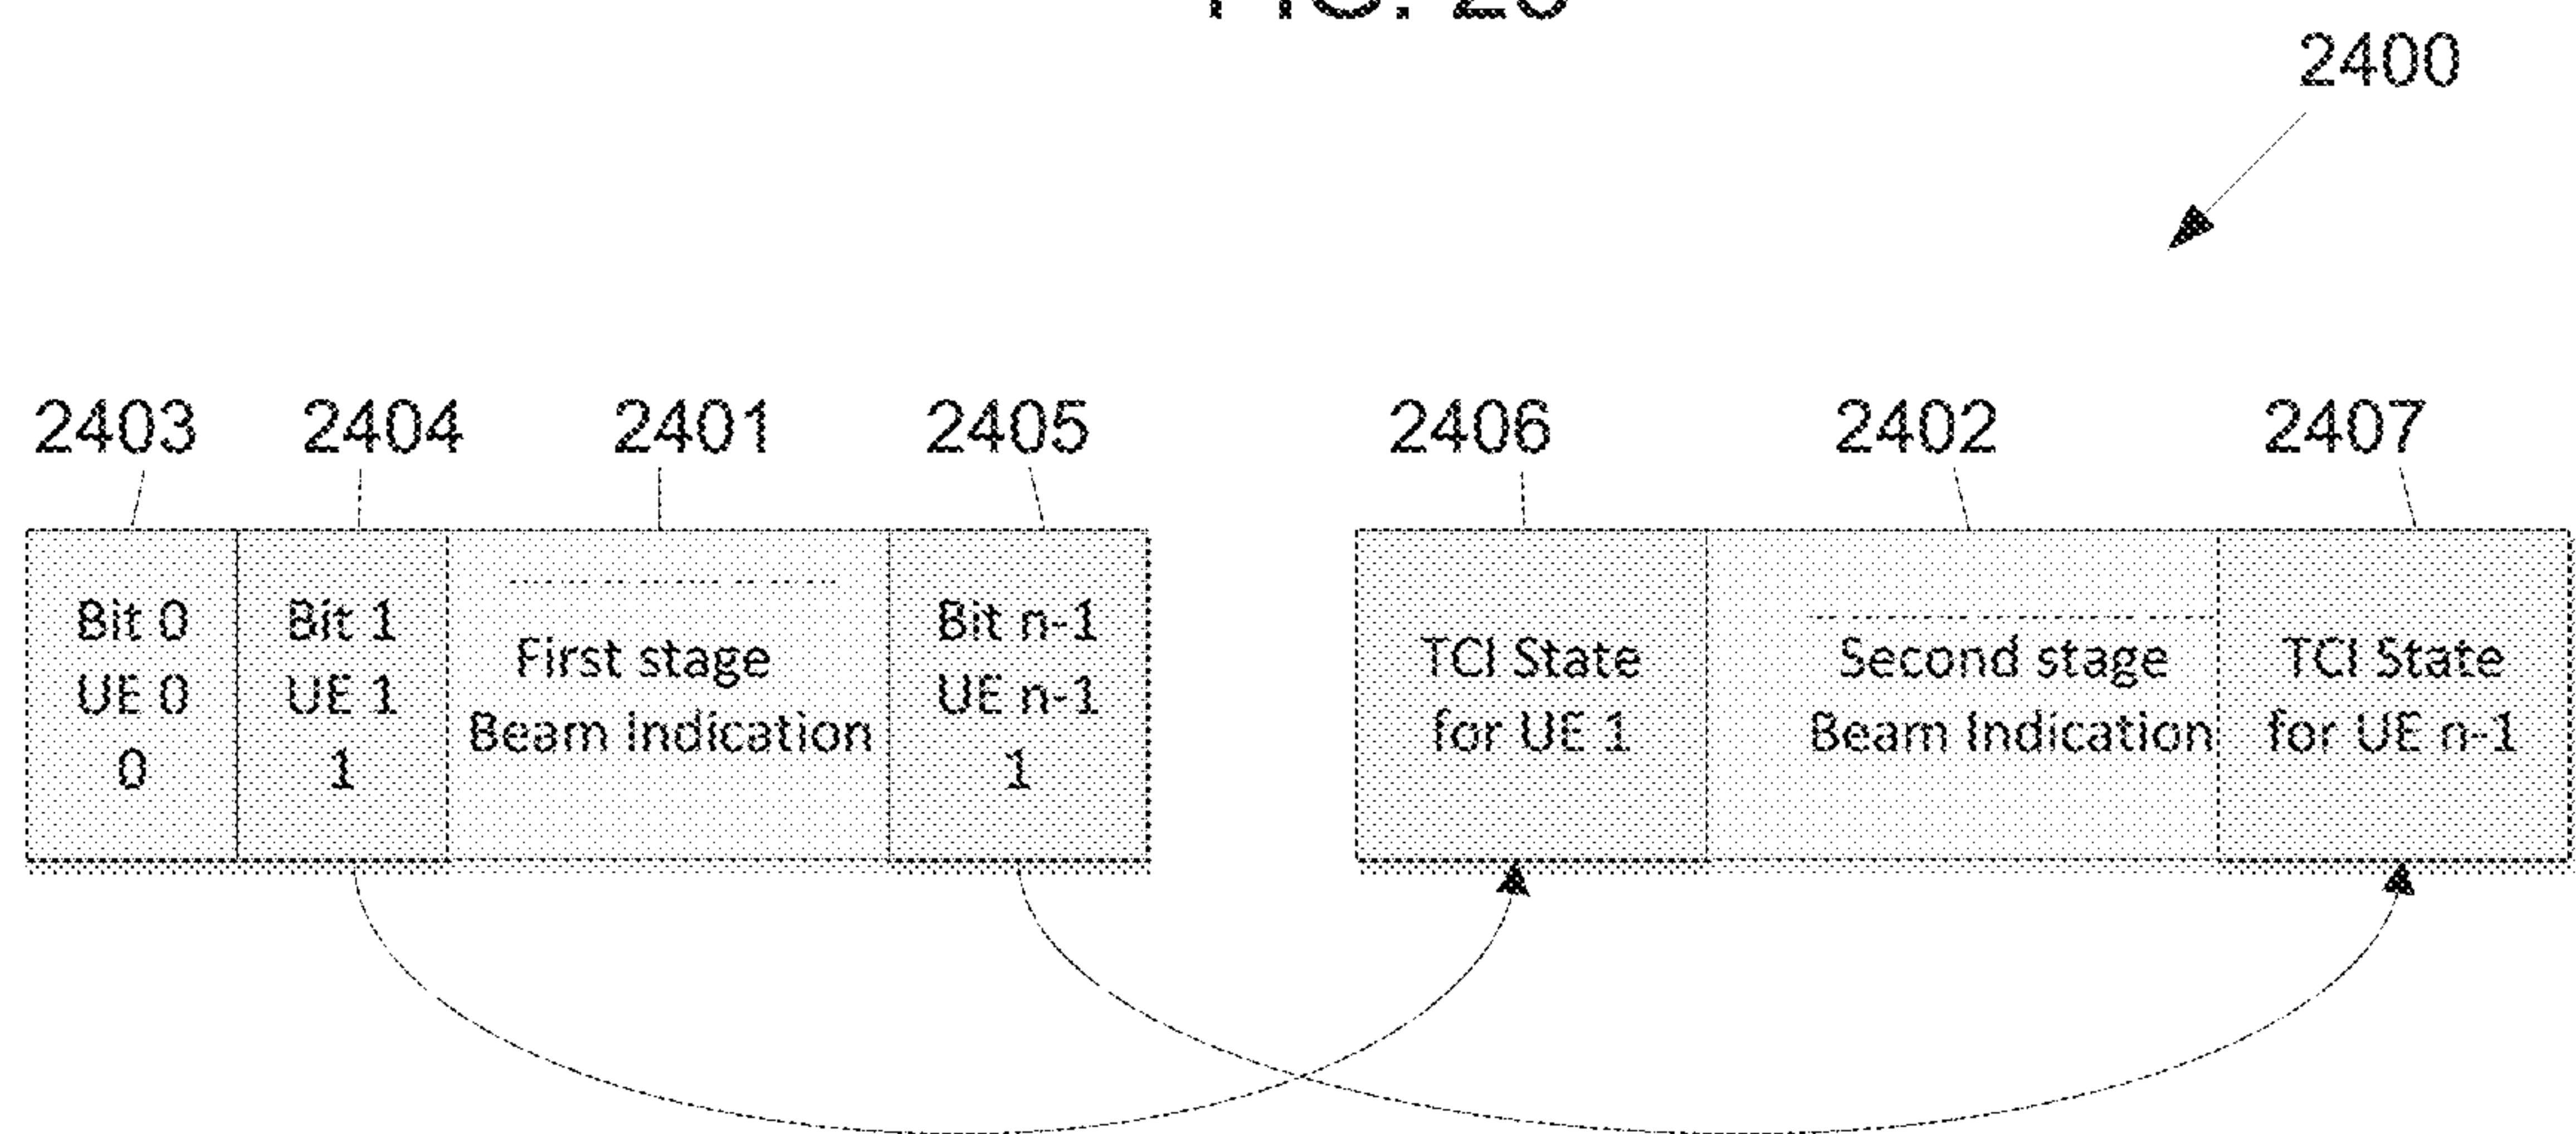 2400
2403 2404 2401 2405 2406 2402 2407
Bit 0
UE 0
0
Bit 1
UE 1
1
First stage
Beam Indication
Bit n-1
UE n-1
1
TCI State
for UE 1
Second stage
Beam Indication
TCI State
for UE n-1